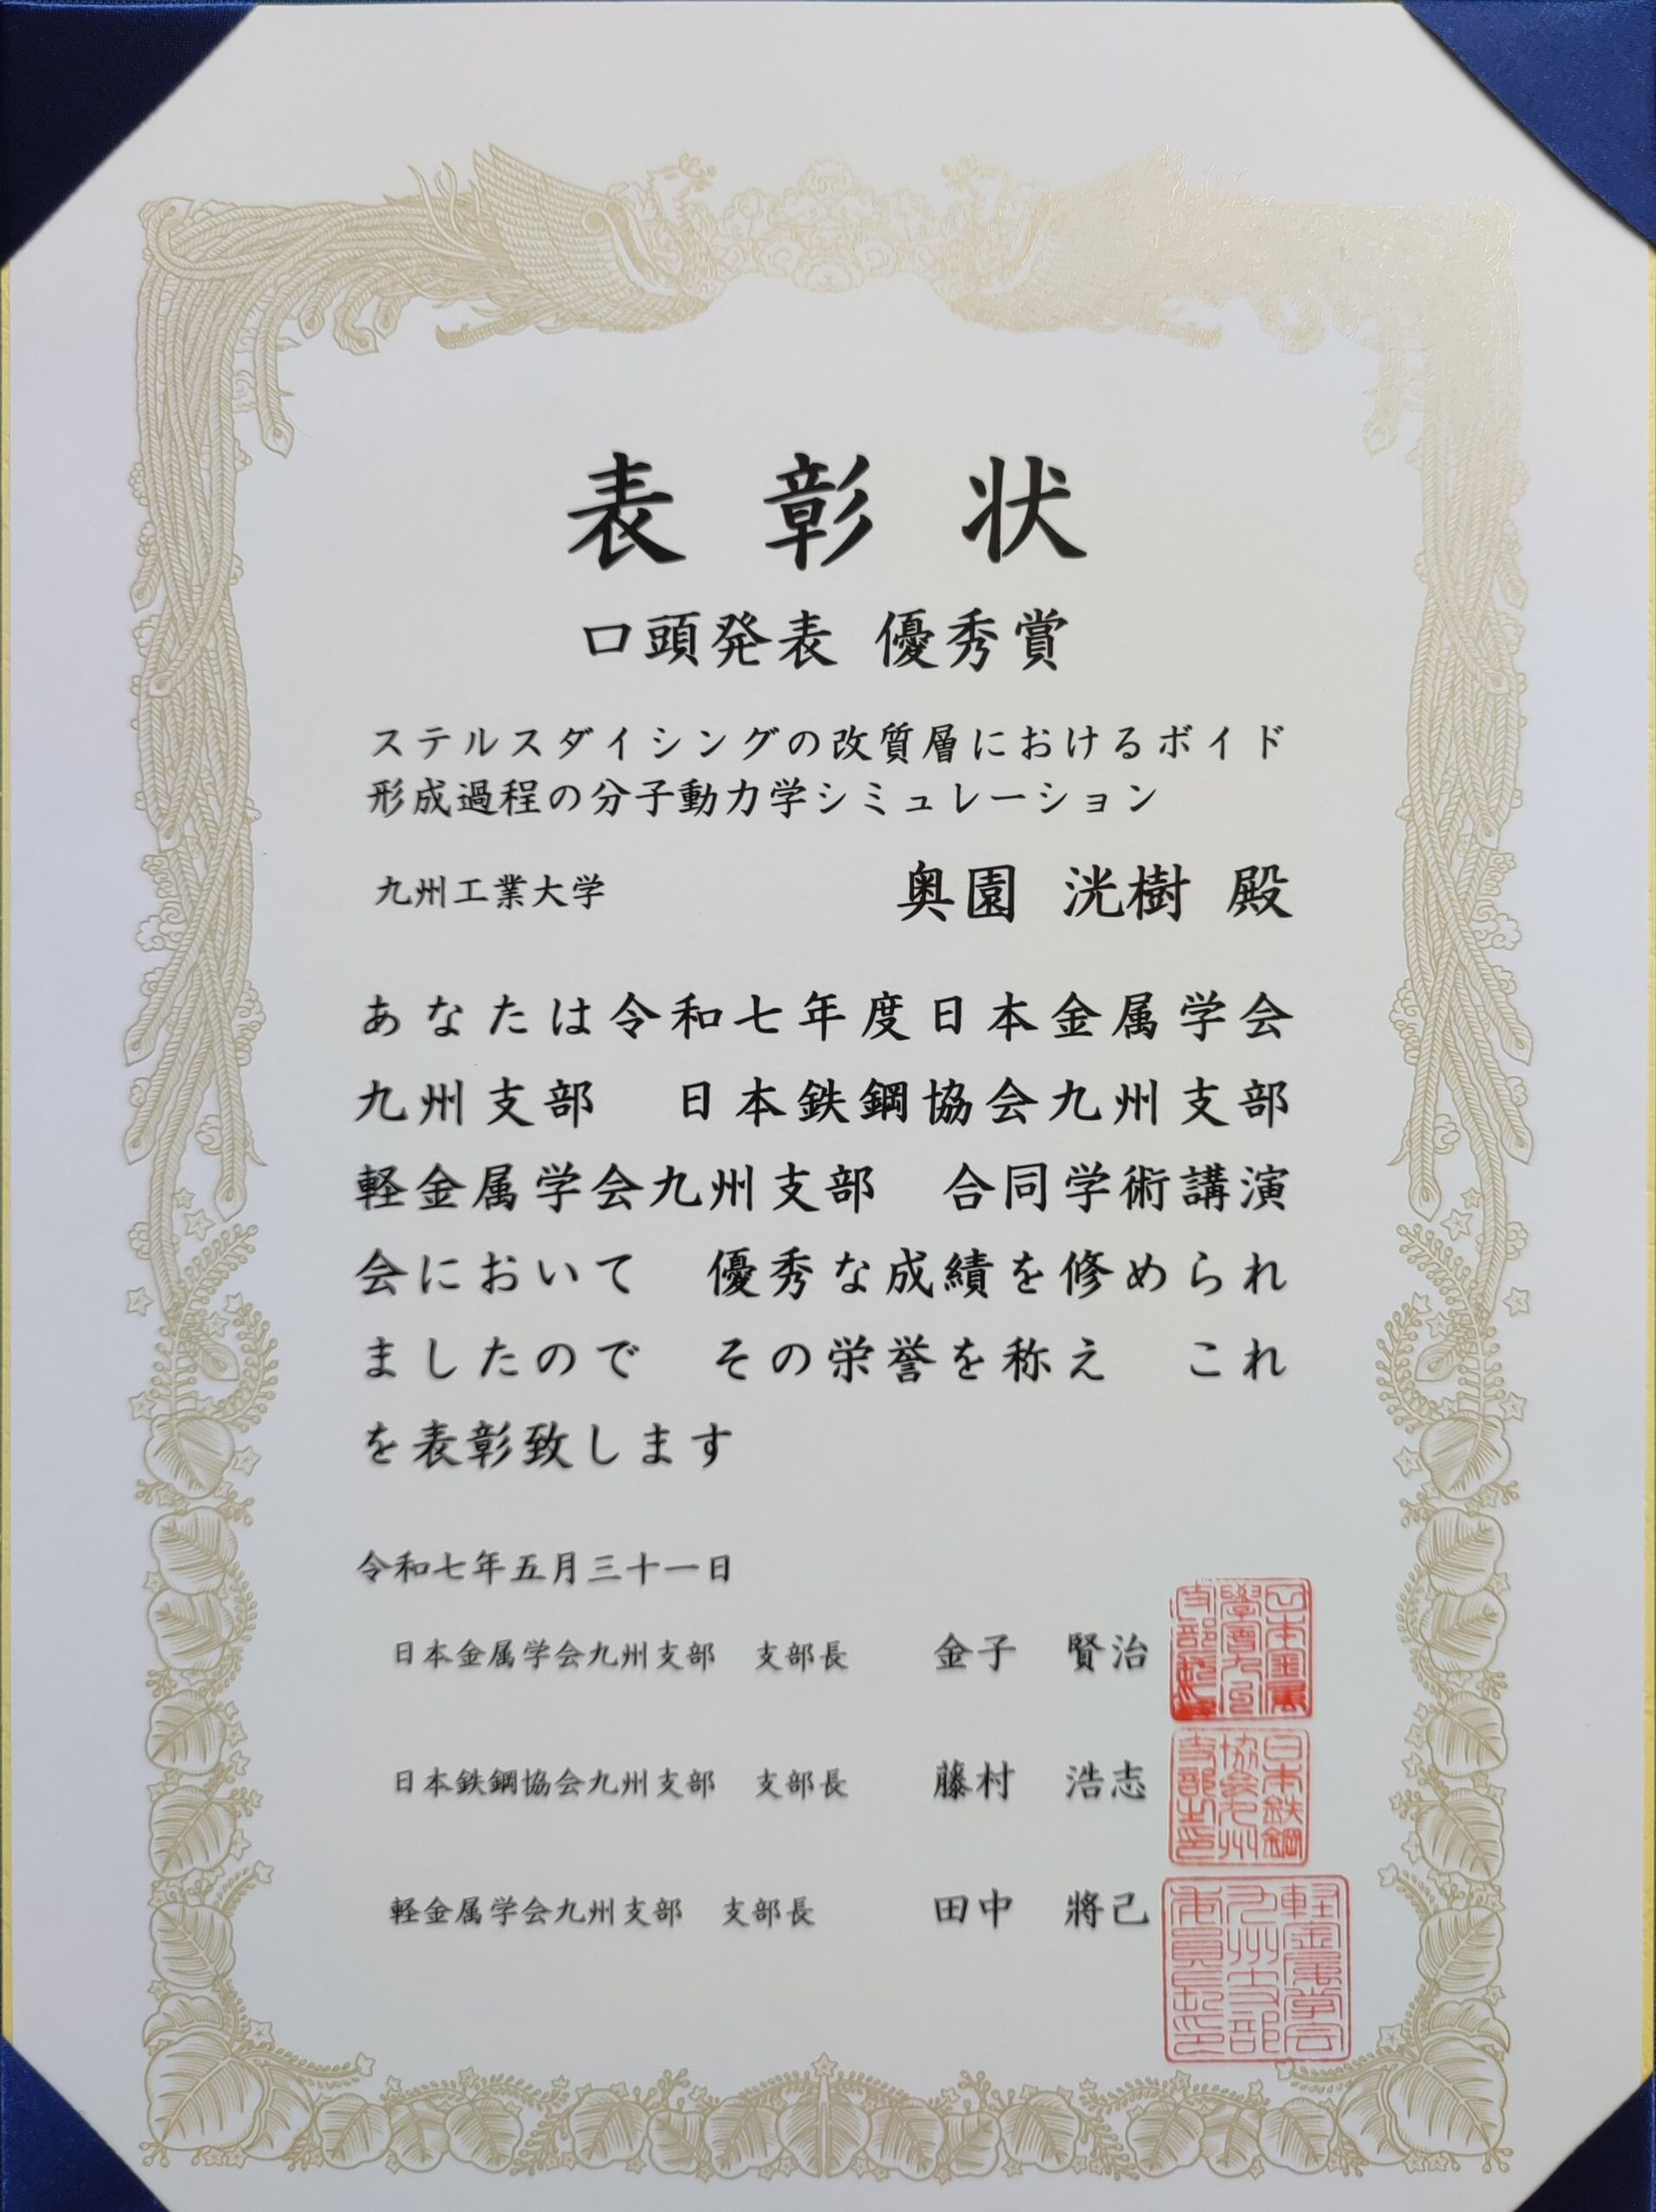 表彰状
口頭発表 優秀賞
ステルスダイシングの改質層におけるボイド
形成過程の分子動力学シミュレーション
九州工業大学 奥園 洸樹 殿
あなたは令和七年度日本金属学会
九州支部 日本鉄鋼協会九州支部
軽金属学会九州支部 合同学術講演
会において 優秀な成績を修められ
ましたので その栄誉を称え これ
を表彰致します
令和七年五月三十一日
日本金属学会九州支部 支部長 金子 賢治
日本鉄鋼協会九州支部 支部長 藤村 浩志
軽金属学会九州支部 支部長 田中 將己